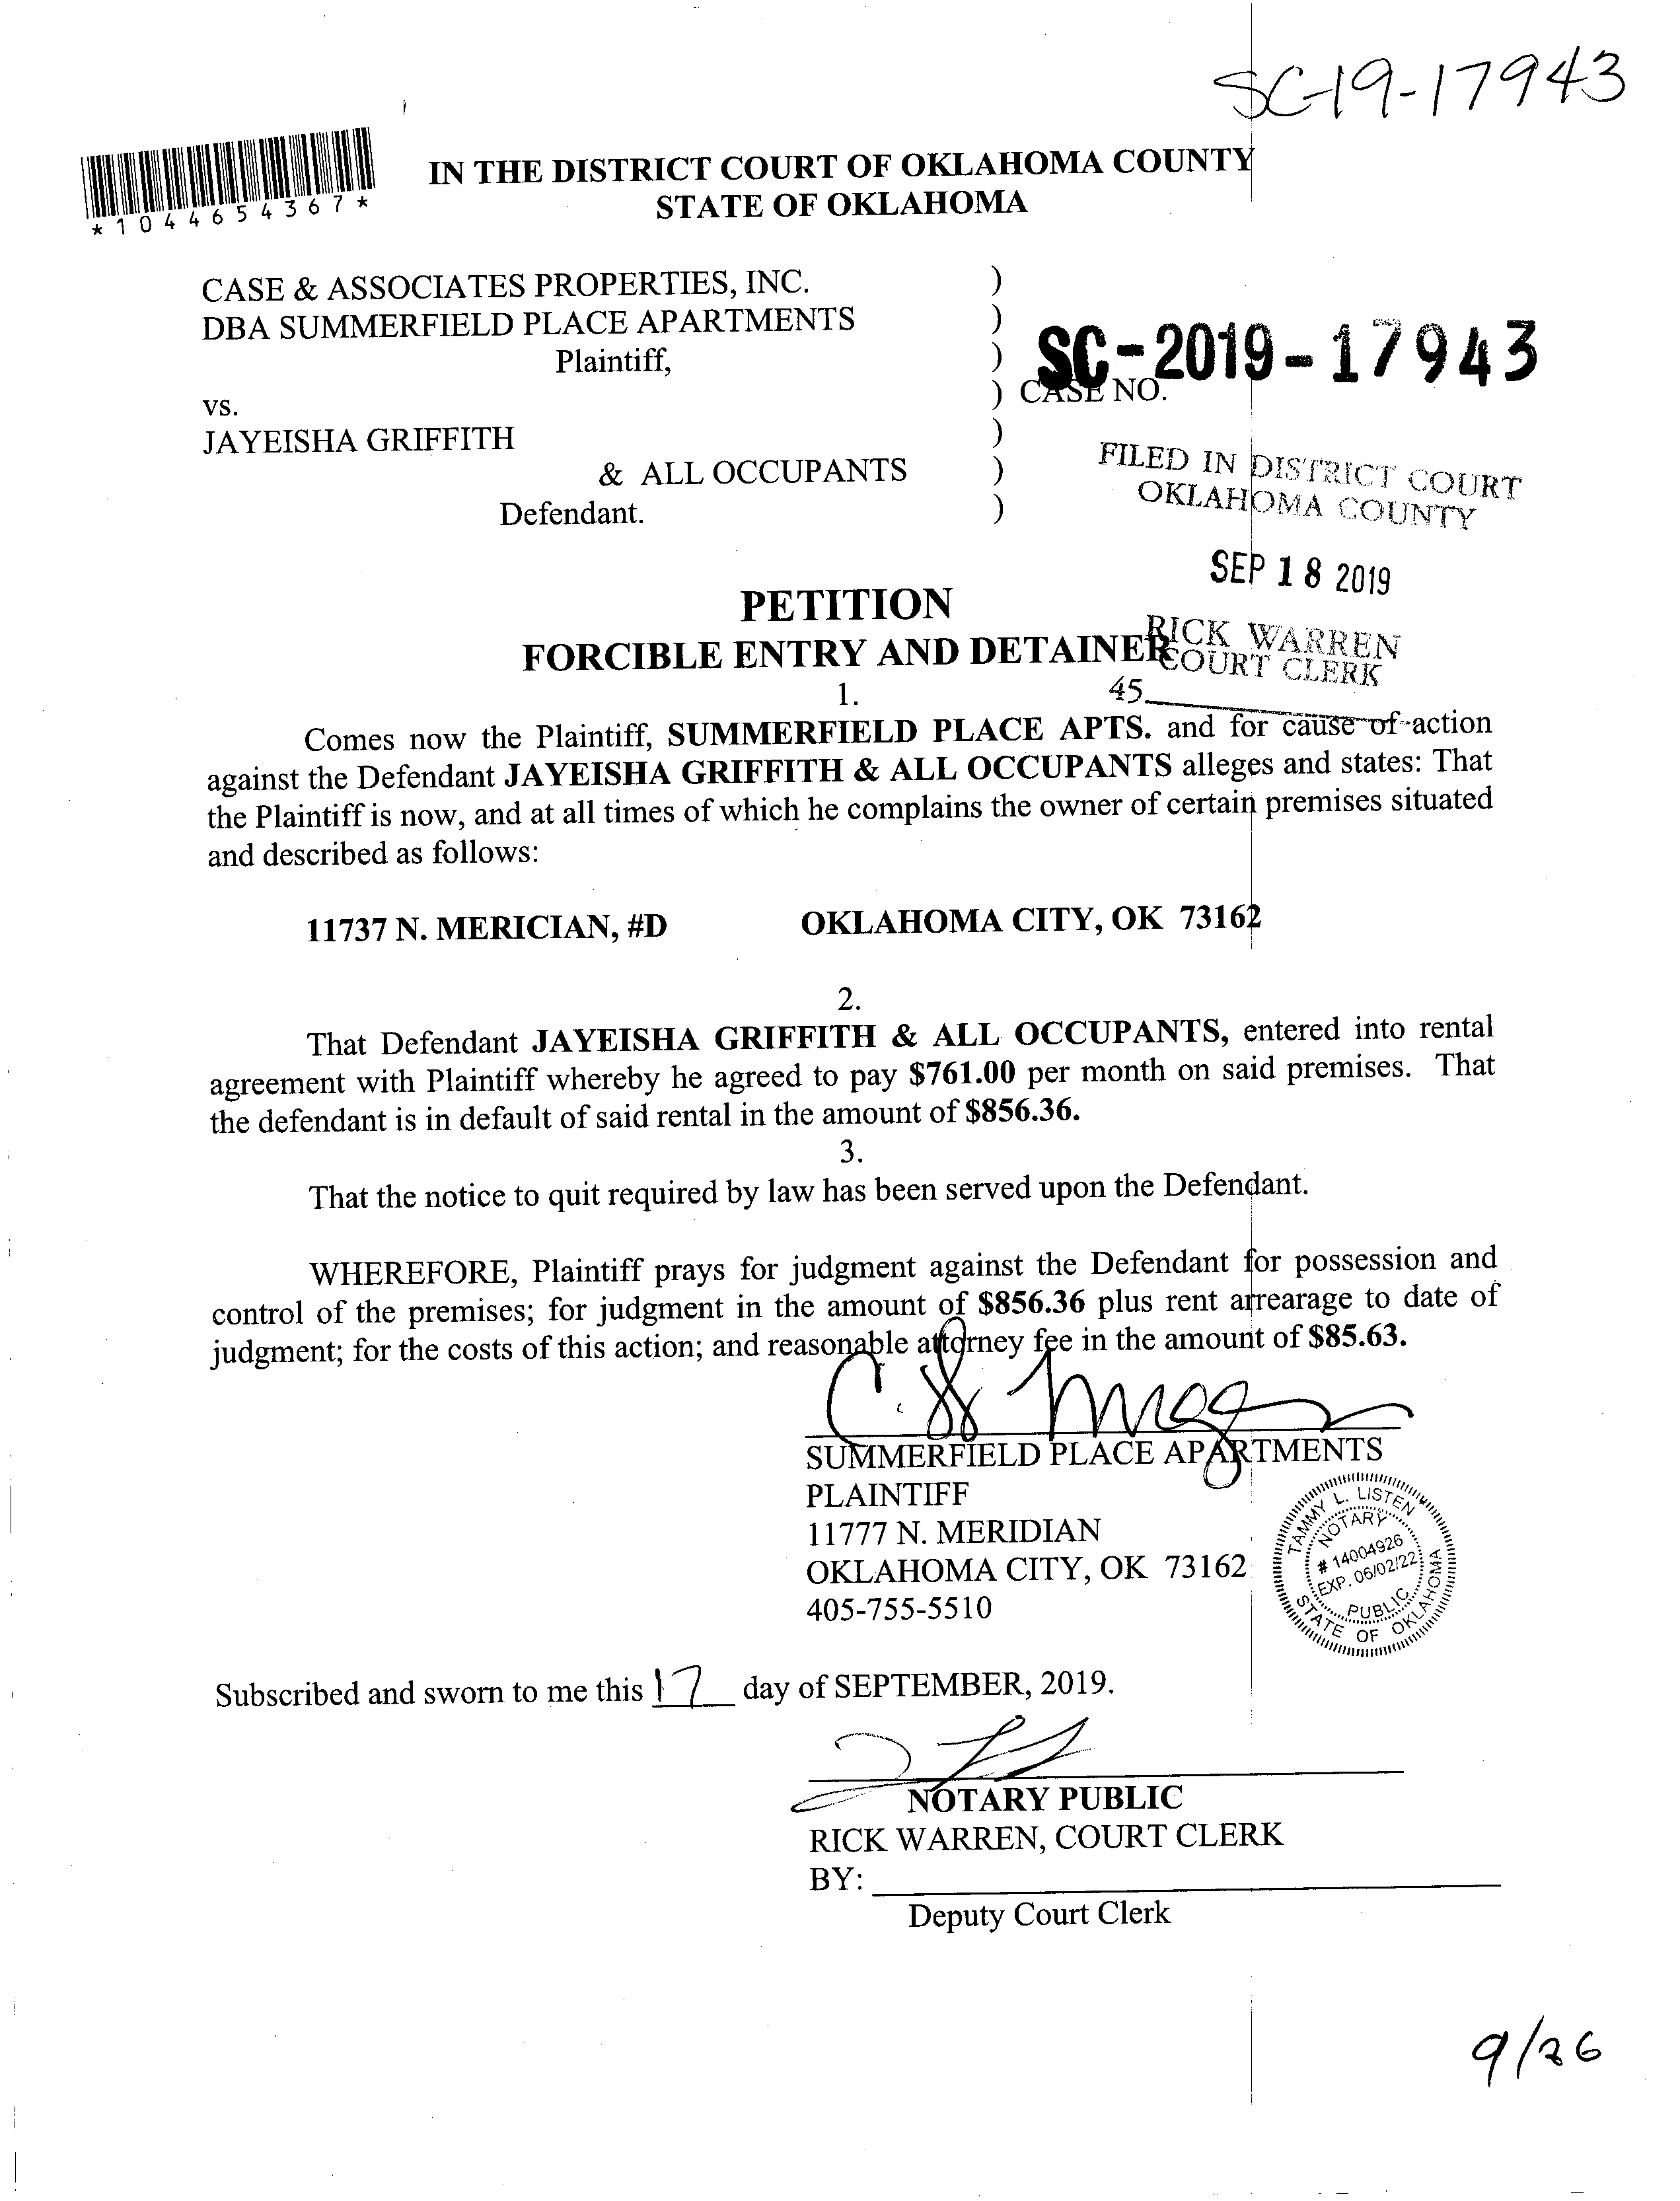 SC-19-17943
*1044654367*
IN THE DISTRICT COURT OF OKLAHOMA COUNTY
STATE OF OKLAHOMA
CASE & ASSOCIATES PROPERTIES, INC. )
DBA SUMMERFIELD PLACE APARTMENTS )
Plaintiff, ) SC-2019-17943
) CASE NO.
vs.
JAYEISHA GRIFFITH )
& ALL OCCUPANTS )
Defendant. )
FILED IN DISTRICT COURT
OKLAHOMA COUNTY
SEP 18 2019
PETITION
FORCIBLE ENTRY AND DETAINER
RICK WARREN
COURT CLERK
1.
45
Comes now the Plaintiff, SUMMERFIELD PLACE APTS. and for cause of action
against the Defendant JAYEISHA GRIFFITH & ALL OCCUPANTS alleges and states: That
the Plaintiff is now, and at all times of which he complains the owner of certain premises situated
and described as follows:
11737 N. MERICIAN, #D OKLAHOMA CITY, OK 73162
2.
That Defendant JAYEISHA GRIFFITH & ALL OCCUPANTS, entered into rental
agreement with Plaintiff whereby he agreed to pay $761.00 per month on said premises. That
the defendant is in default of said rental in the amount of $856.36.
3.
That the notice to quit required by law has been served upon the Defendant.
WHEREFORE, Plaintiff prays for judgment against the Defendant for possession and
control of the premises; for judgment in the amount of $856.36 plus rent arrearage to date of
judgment; for the costs of this action; and reasonable attorney fee in the amount of $85.63.
SUMMERFIELD PLACE APARTMENTS
PLAINTIFF
11777 N. MERIDIAN
OKLAHOMA CITY, OK 73162
405-755-5510
TAMMY L. LISTEN
NOTARY
# 14004926
EXP. 06/02/22
PUBLIC
STATE OF OKLAHOMA
Subscribed and sworn to me this 17 day of SEPTEMBER, 2019.
NOTARY PUBLIC
RICK WARREN, COURT CLERK
BY:
Deputy Court Clerk
9/26